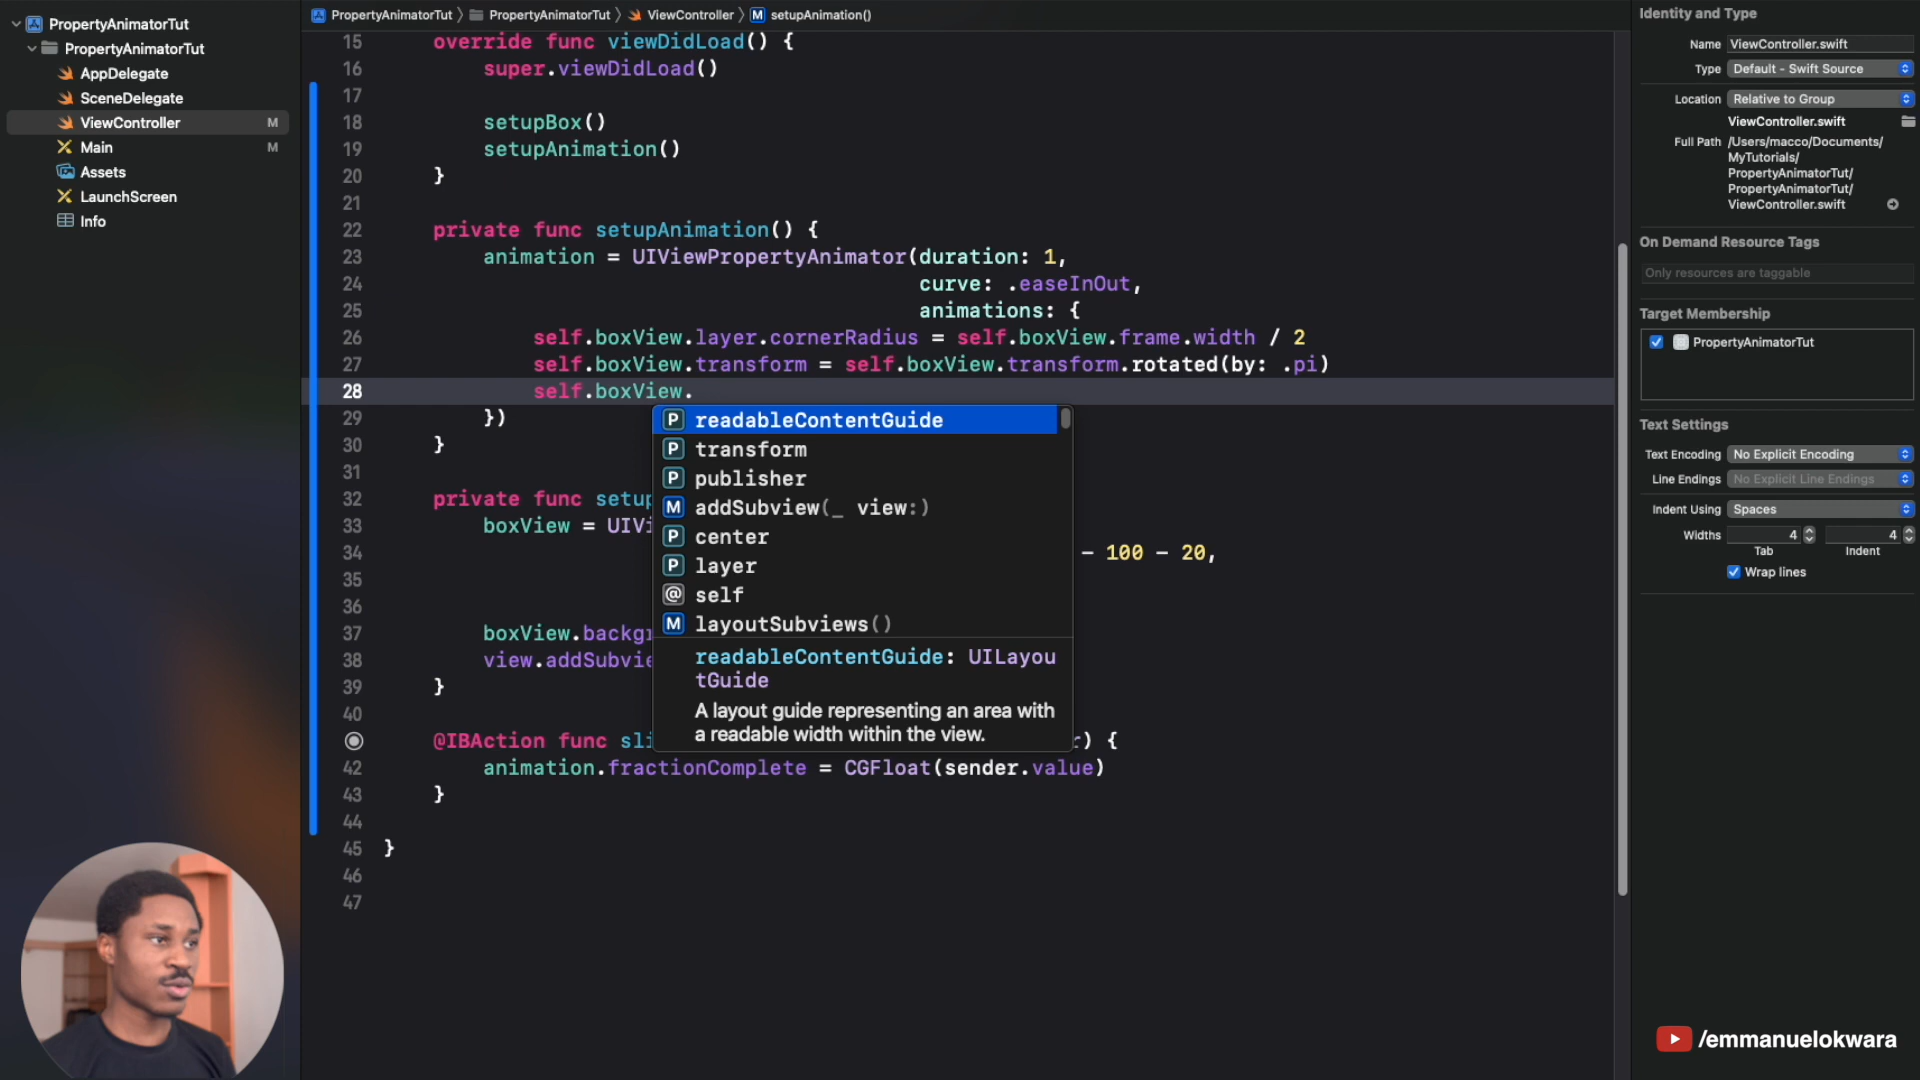 PropertyAnimatorTut
PropertyAnimatorTut
AppDelegate
SceneDelegate
ViewController M
Main M
Assets
LaunchScreen
Info
PropertyAnimatorTut PropertyAnimatorTut ViewController M setupAnimation()
15 override func viewDidLoad() {
16 super.viewDidLoad()
17
18 setupBox()
19 setupAnimation()
20 }
21
22 private func setupAnimation() {
23 animation = UIViewPropertyAnimator(duration: 1,
24 curve: .easeInOut,
25 animations: {
26 self.boxView.layer.cornerRadius = self.boxView.frame.width / 2
27 self.boxView.transform = self.boxView.transform.rotated(by: .pi)
28 self.boxView.
29 })
30 }
31
32 private func setup
33 boxView = UIVi
34 - 100 - 20,
35
36
37 boxView.backgr
38 view.addSubvie
39 }
40
@IBAction func sli r) {
42 animation.fractionComplete = CGFloat(sender.value)
43 }
44
45 }
46
47
P readableContentGuide
P transform
P publisher
M addSubview(_ view:)
P center
P layer
@ self
M layoutSubviews()
readableContentGuide: UILayou
tGuide
A layout guide representing an area with
a readable width within the view.
Identity and Type
Name ViewController.swift
Type Default - Swift Source
Location Relative to Group
ViewController.swift
Full Path /Users/macco/Documents/
MyTutorials/
PropertyAnimatorTut/
PropertyAnimatorTut/
ViewController.swift
On Demand Resource Tags
Only resources are taggable
Target Membership
PropertyAnimatorTut
Text Settings
Text Encoding No Explicit Encoding
Line Endings No Explicit Line Endings
Indent Using Spaces
Widths 4 4
Tab Indent
Wrap lines
/emmanuelokwara